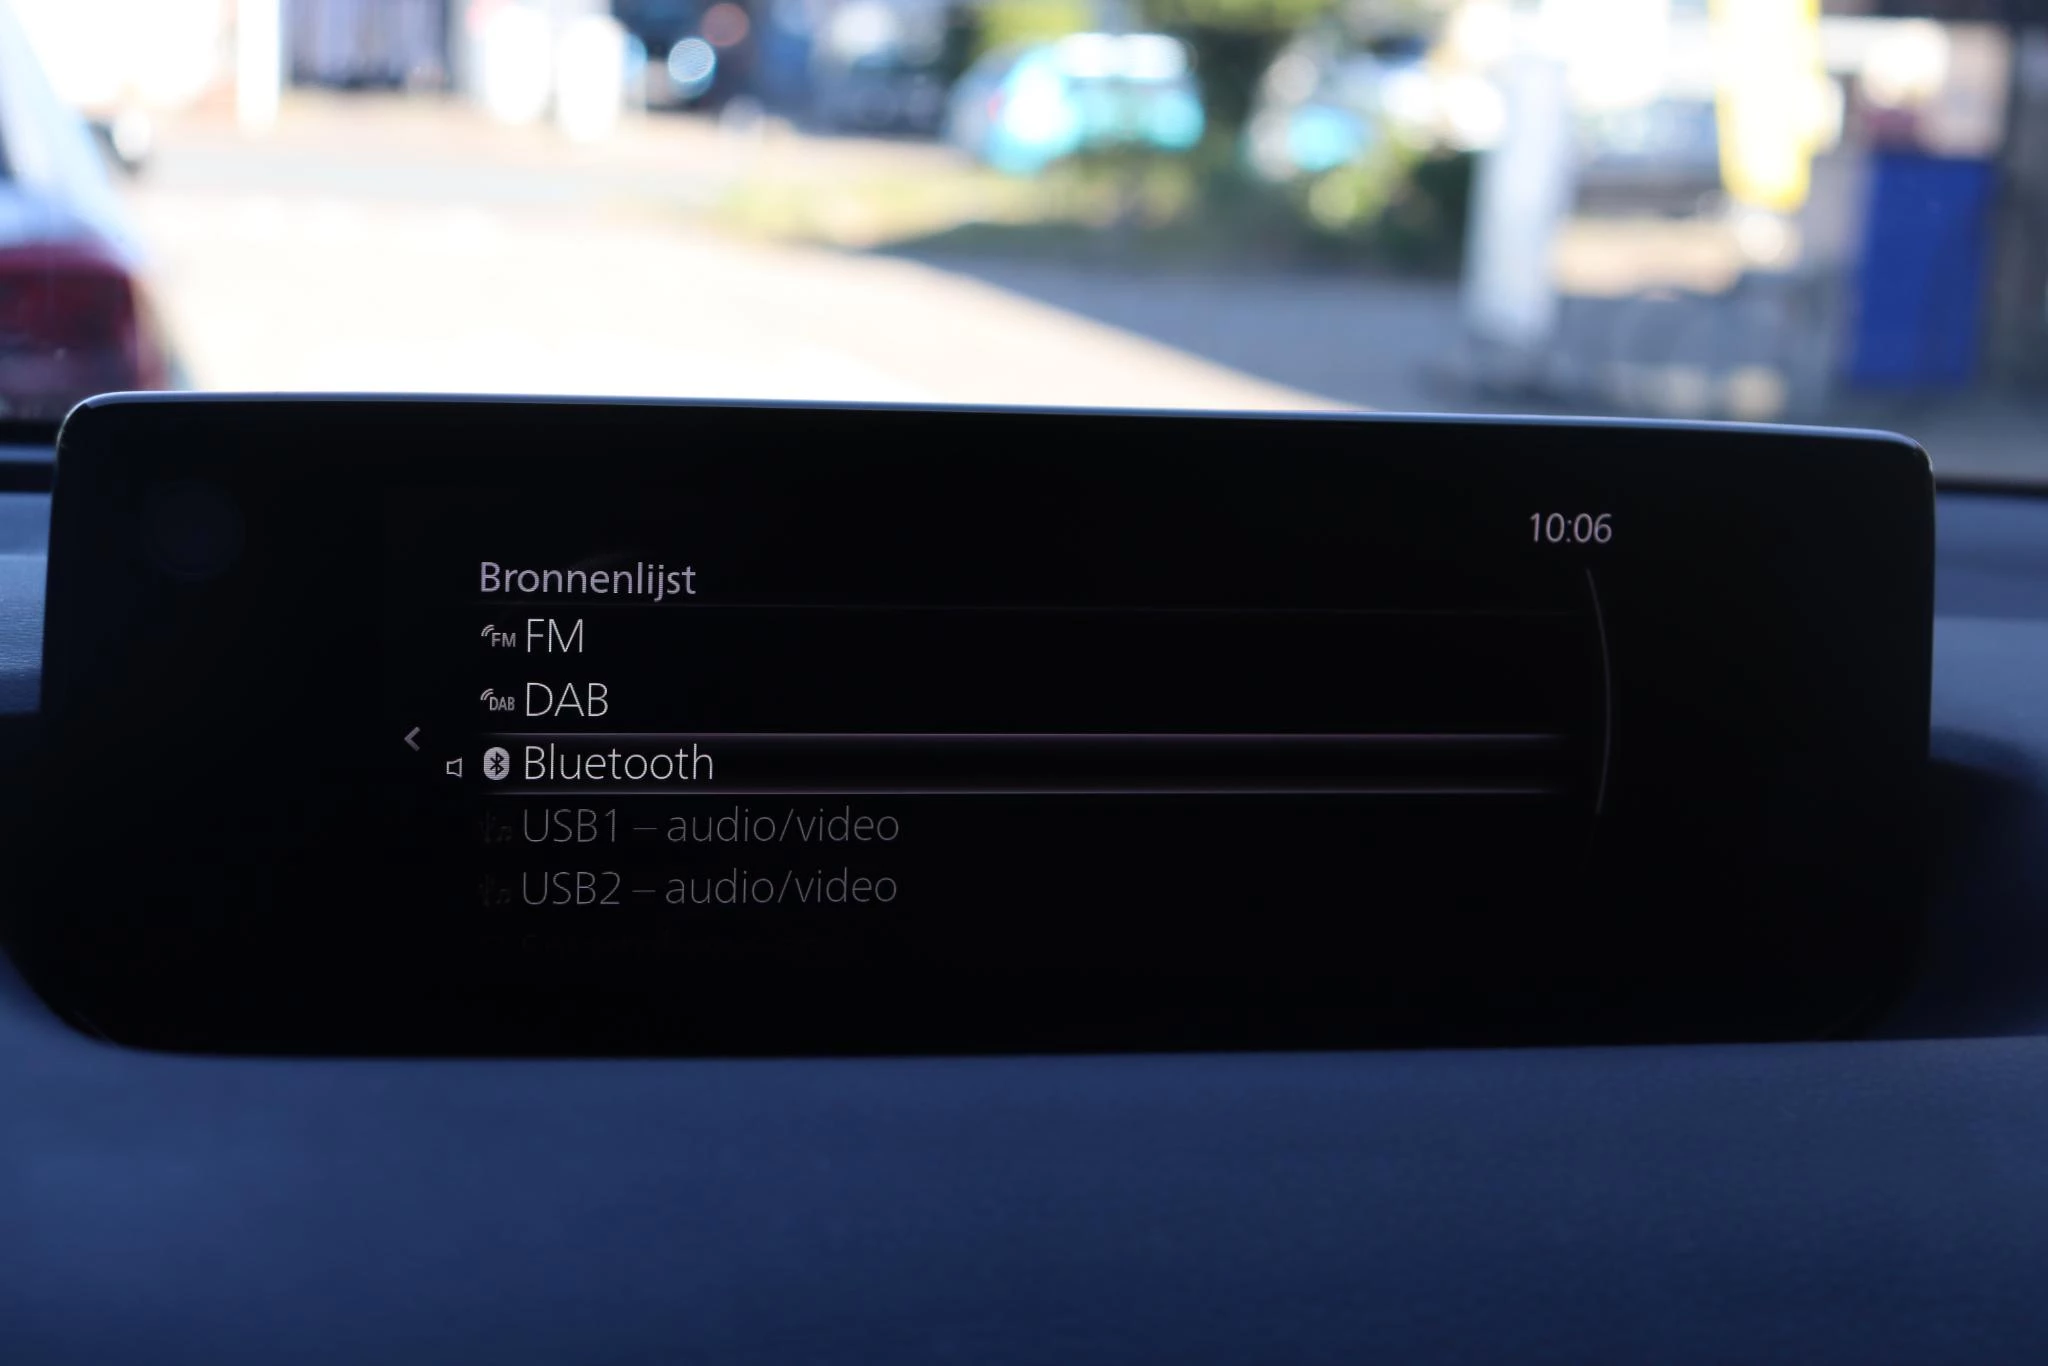 10:06
Bronnenlijst
FM FM
DAB DAB
Bluetooth
USB1 – audio/video
USB2 – audio/video